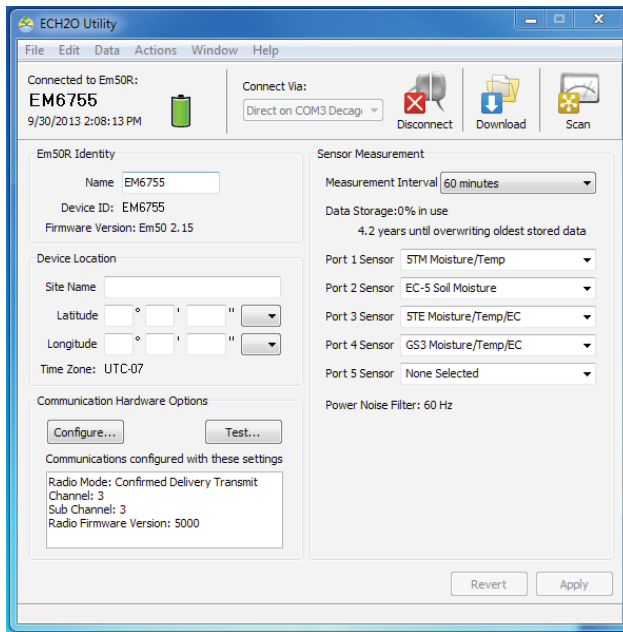 ECH2O Utility
File Edit Data Actions Window Help
Connected to Em50R:
EM6755
9/30/2013 2:08:13 PM
Connect Via:
Direct on COM3 Decag
Disconnect
Download
Scan
Em50R Identity
Name EM6755
Device ID: EM6755
Firmware Version: Em50 2.15
Device Location
Site Name
Latitude ° ' "
Longitude ° ' "
Time Zone: UTC-07
Communication Hardware Options
Configure... Test...
Communications configured with these settings
Radio Mode: Confirmed Delivery Transmit
Channel: 3
Sub Channel: 3
Radio Firmware Version: 5000
Sensor Measurement
Measurement Interval 60 minutes
Data Storage:0% in use
4.2 years until overwriting oldest stored data
Port 1 Sensor 5TM Moisture/Temp
Port 2 Sensor EC-5 Soil Moisture
Port 3 Sensor 5TE Moisture/Temp/EC
Port 4 Sensor GS3 Moisture/Temp/EC
Port 5 Sensor None Selected
Power Noise Filter: 60 Hz
Revert Apply